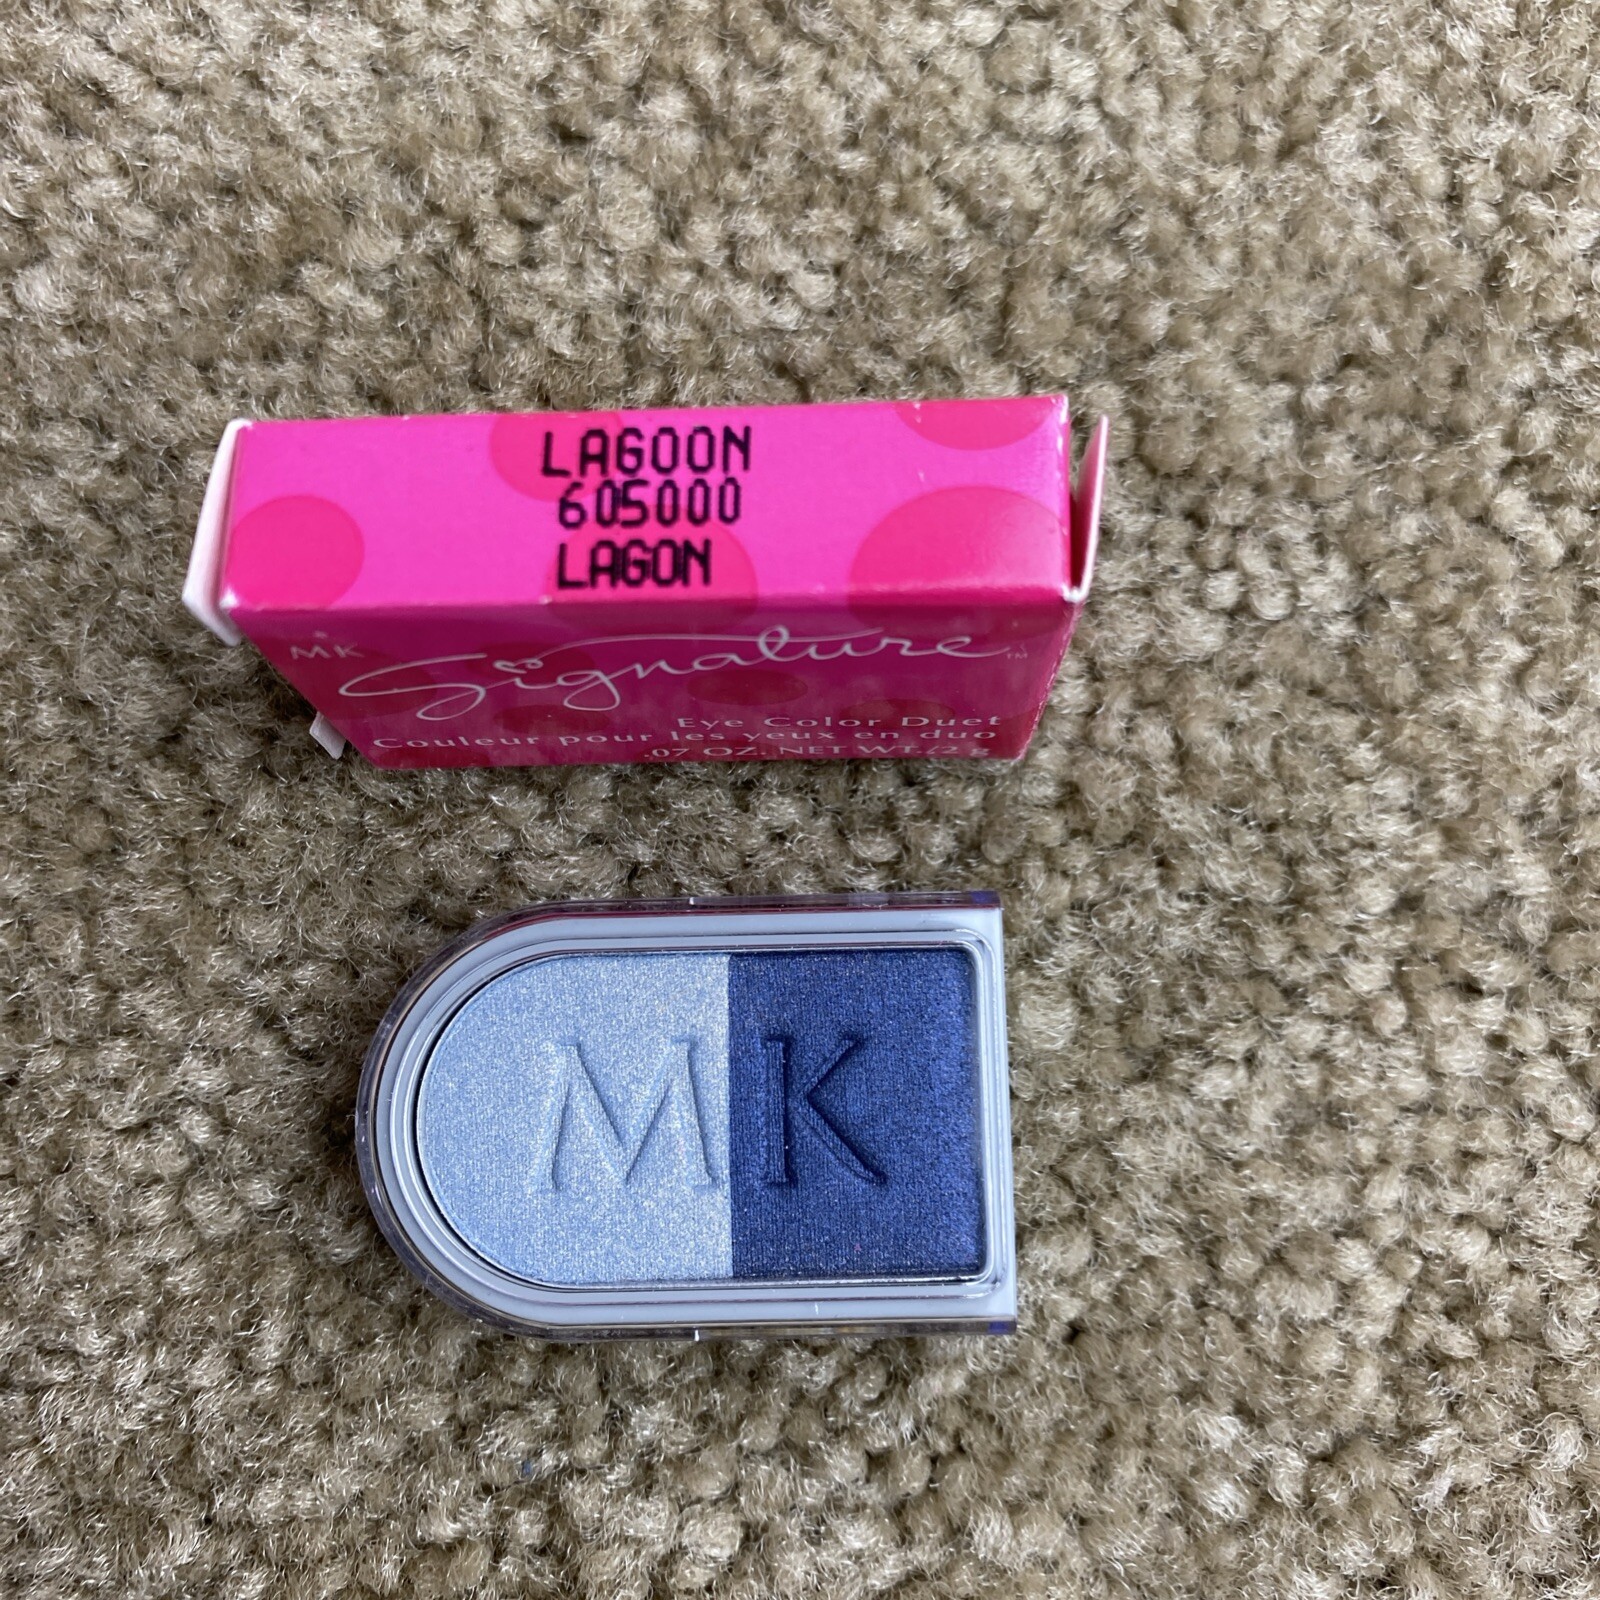 LAGOON
605000
LAGON
MK
Signature™
Eye Color Duet
Couleur pour les yeux en duo
.07 OZ. NET WT./2 g
MK